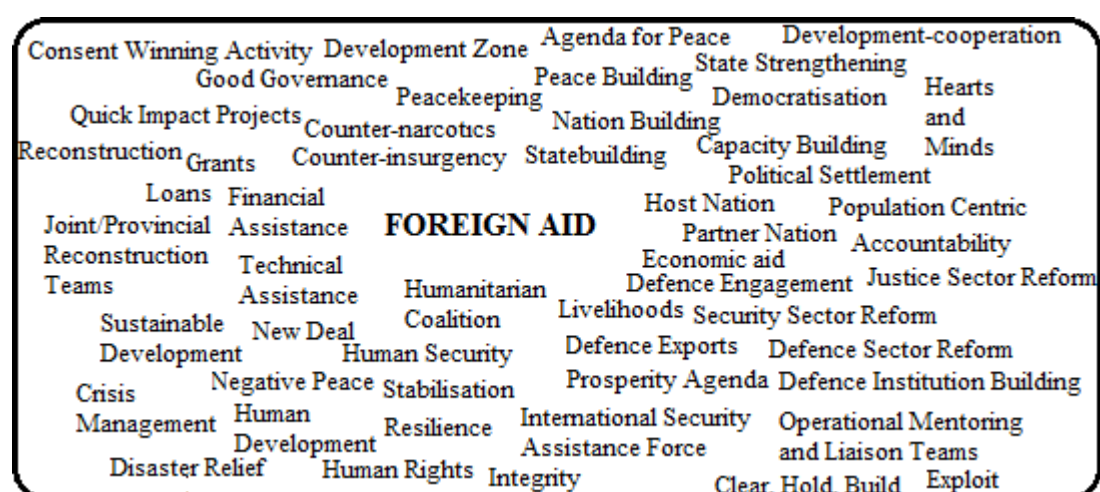 Consent Winning Activity
Development Zone
Agenda for Peace
Development-cooperation
Good Governance
Peace Building
State Strengthening
Peacekeeping
Democratisation
Hearts
and
Minds
Quick Impact Projects
Counter-narcotics
Nation Building
Reconstruction
Grants
Counter-insurgency
Statebuilding
Capacity Building
Political Settlement
Loans
Financial
Assistance
FOREIGN AID
Host Nation
Population Centric
Joint/Provincial
Reconstruction
Teams
Partner Nation
Accountability
Technical
Assistance
Economic aid
Defence Engagement
Justice Sector Reform
Humanitarian
Coalition
Livelihoods
Security Sector Reform
Sustainable
Development
New Deal
Human Security
Defence Exports
Defence Sector Reform
Crisis
Management
Negative Peace
Stabilisation
Prosperity Agenda
Defence Institution Building
Human
Development
Resilience
International Security
Assistance Force
Operational Mentoring
and Liaison Teams
Disaster Relief
Human Rights
Integrity
Clear, Hold, Build
Exploit